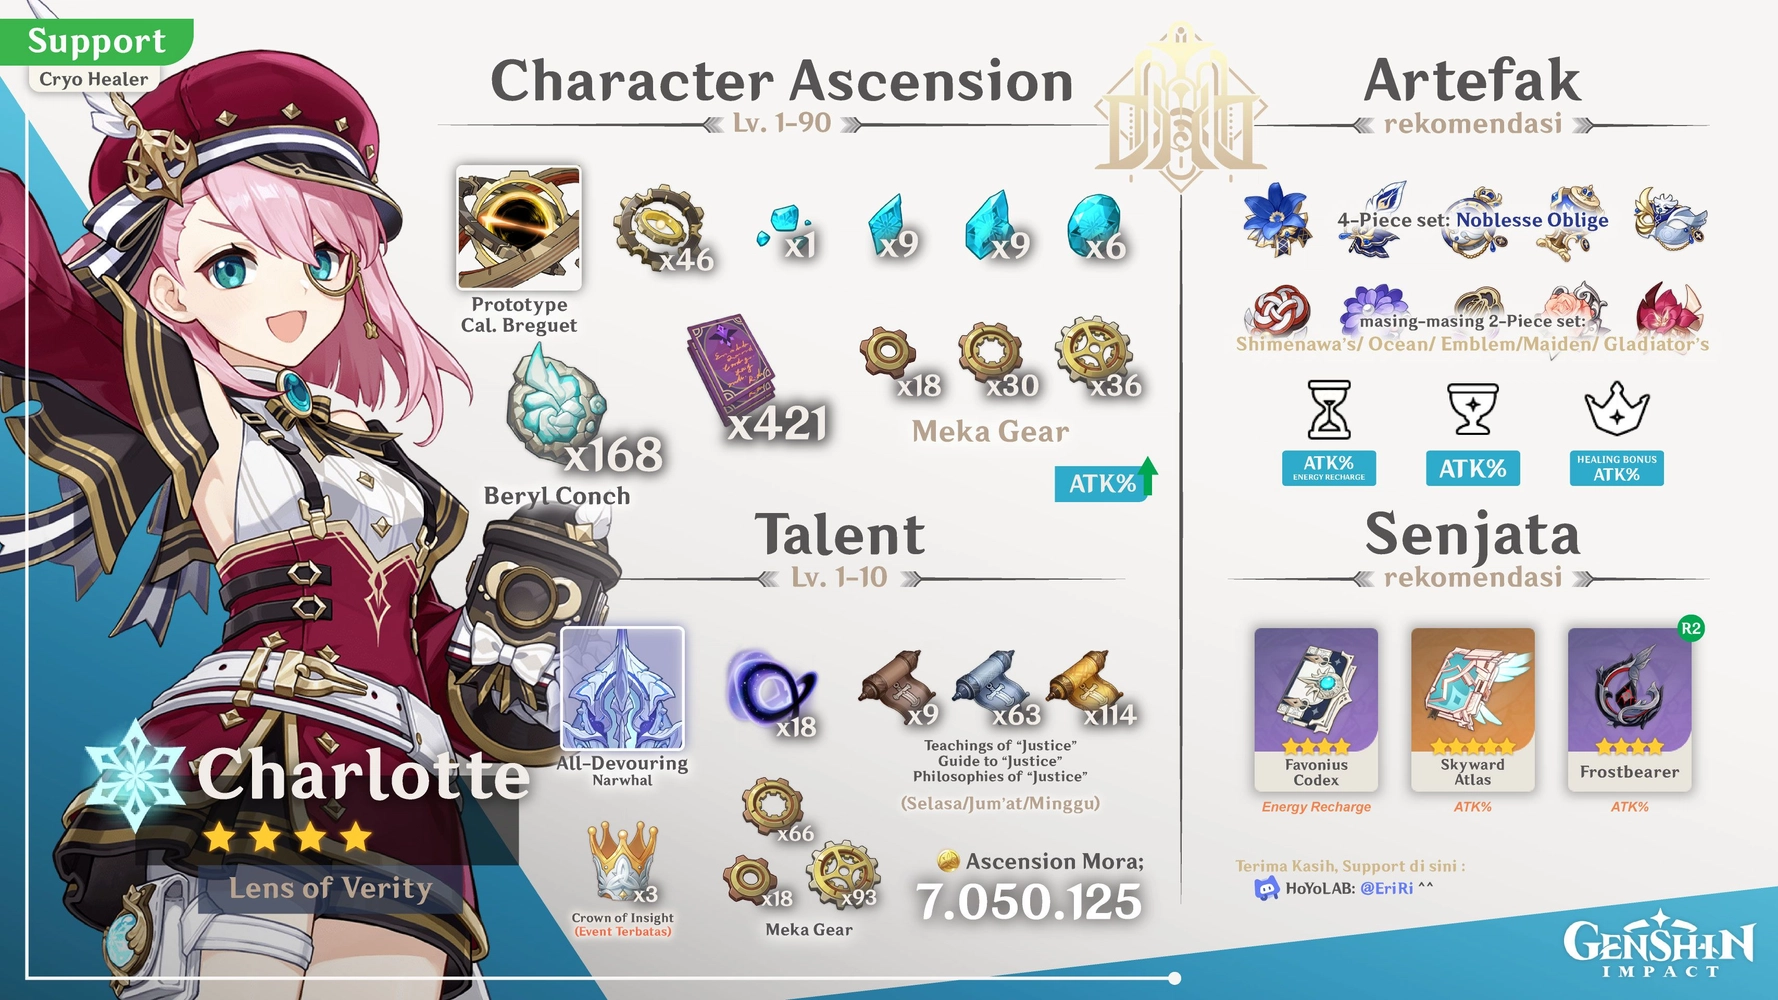 Support
Cryo Healer
Character Ascension
Lv. 1-90
Prototype
Cal. Breguet
x46
x1
x9
x9
x6
x168
Beryl Conch
x421
x18
x30
x36
Meka Gear
ATK%
Talent
Lv. 1-10
All-Devouring
Narwhal
x18
x9
x63
x114
Teachings of “Justice”
Guide to “Justice”
Philosophies of “Justice”
(Selasa/Jum'at/Minggu)
x3
Crown of Insight
(Event Terbatas)
x66
x18
x93
Meka Gear
Ascension Mora;
7.050.125
Charlotte
Lens of Verity
Artefak
rekomendasi
4-Piece set: Noblesse Oblige
masing-masing 2-Piece set:
Shimenawa's/ Ocean/ Emblem/Maiden/ Gladiator's
ATK%
ENERGY RECHARGE
ATK%
HEALING BONUS
ATK%
Senjata
rekomendasi
Favonius
Codex
Energy Recharge
Skyward
Atlas
ATK%
R2
Frostbearer
ATK%
Terima Kasih, Support di sini :
HoYoLAB: @EriRi ^^
GENSHIN
IMPACT